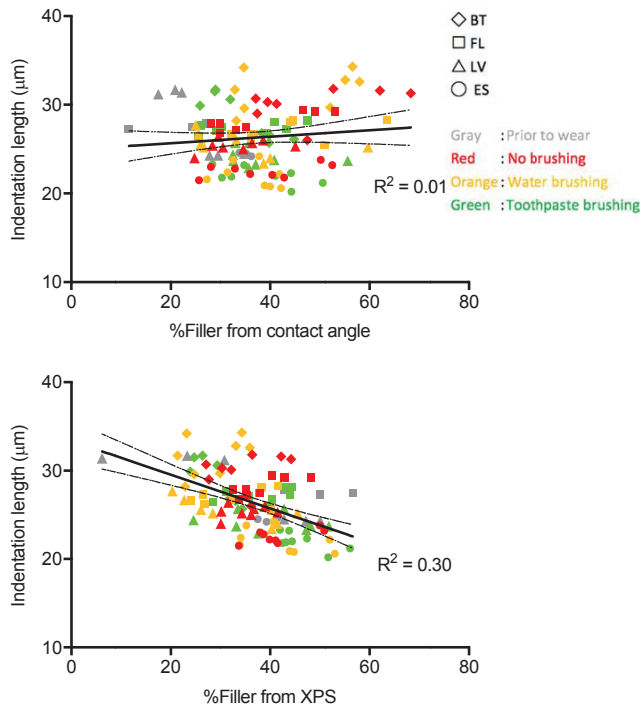 40
30
20
10
0
20
40
60
80
Indentation length (μm)
%Filler from contact angle
R² = 0.01
BT
FL
LV
ES
Gray : Prior to wear
Red : No brushing
Orange : Water brushing
Green : Toothpaste brushing
40
30
20
10
0
20
40
60
80
Indentation length (μm)
%Filler from XPS
R² = 0.30